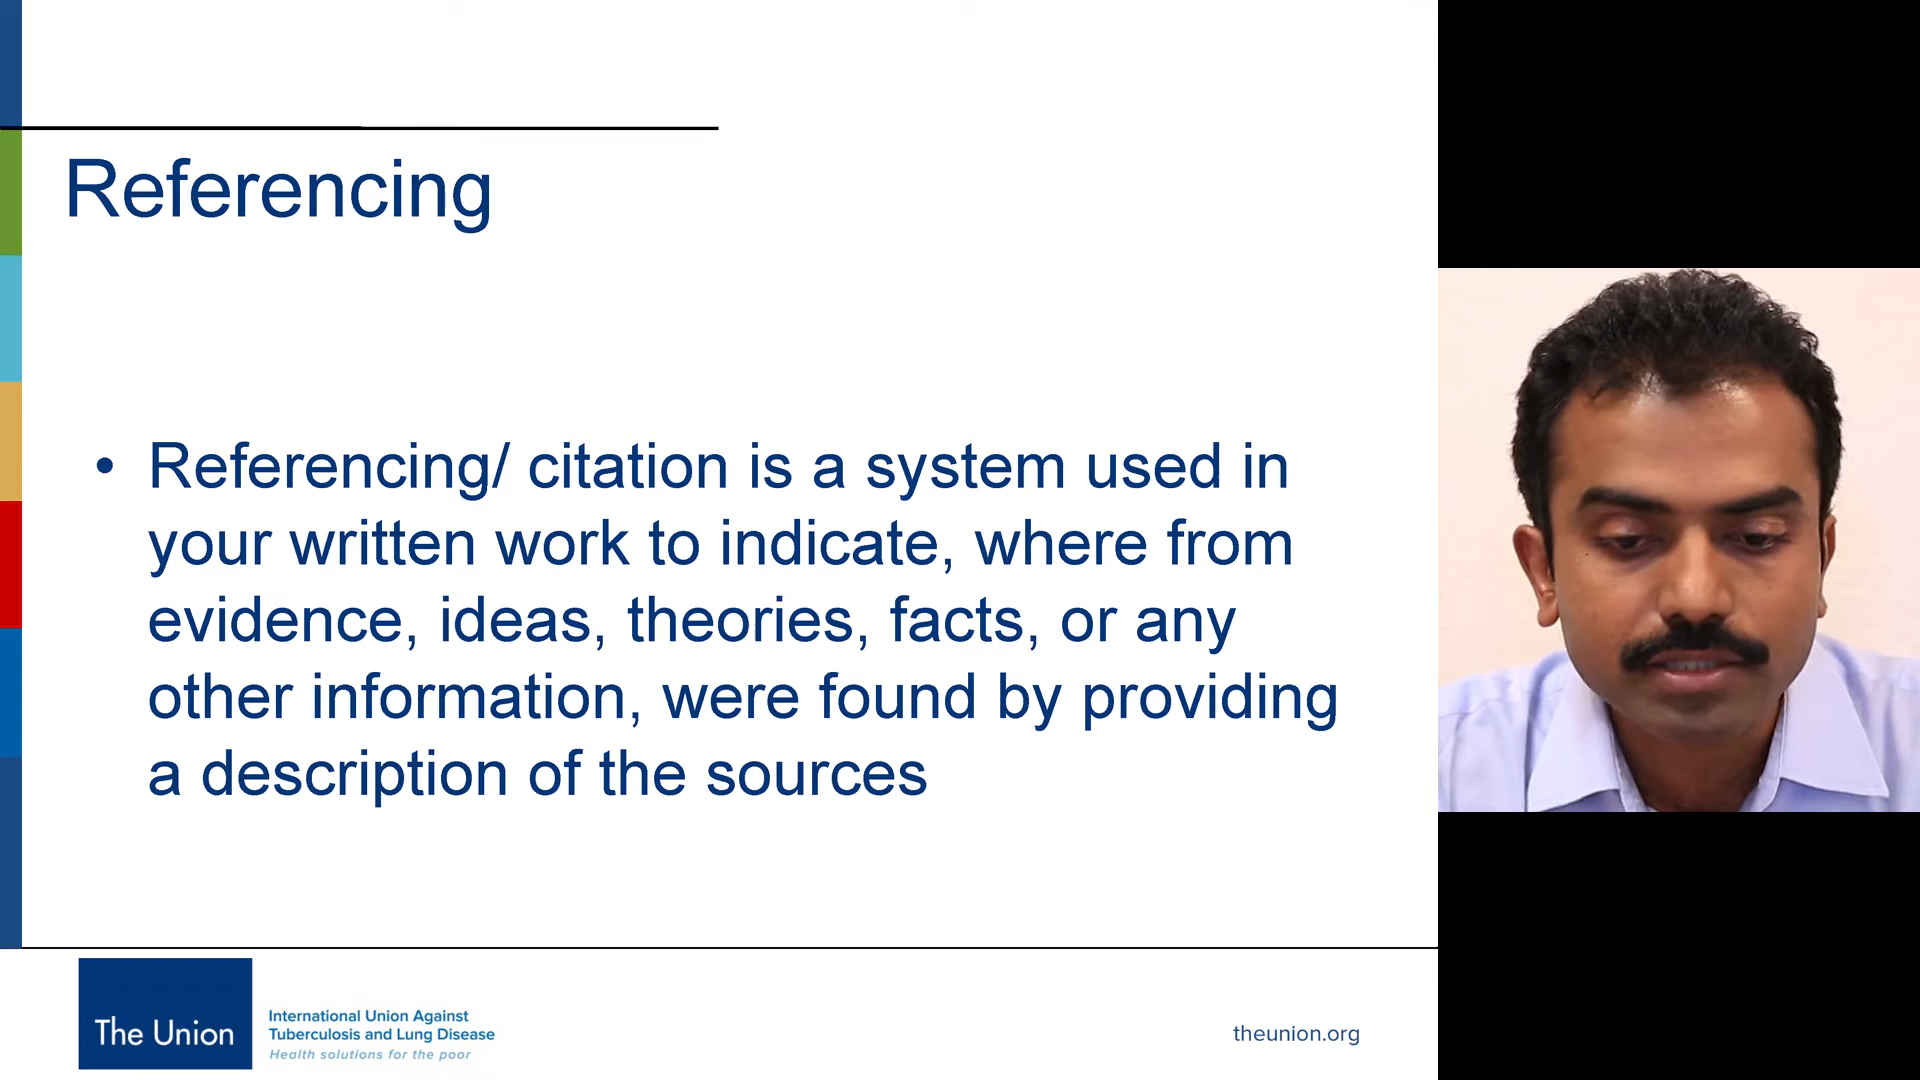 Referencing
• Referencing/ citation is a system used in
your written work to indicate, where from
evidence, ideas, theories, facts, or any
other information, were found by providing
a description of the sources
The Union
International Union Against
Tuberculosis and Lung Disease
Health solutions for the poor
theunion.org